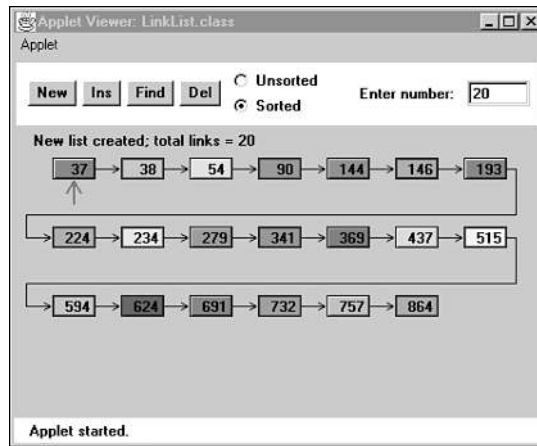 Applet Viewer: LinkList.class
Applet
New Ins Find Del Unsorted Sorted Enter number: 20
New list created; total links = 20
37 38 54 90 144 146 193
224 234 279 341 369 437 515
594 624 691 732 757 864
Applet started.